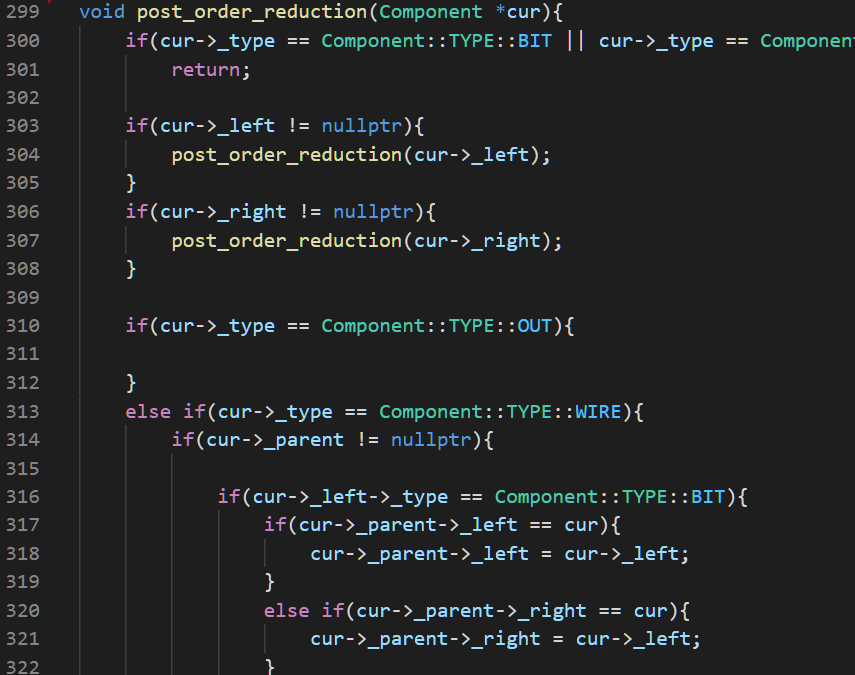 299 void post_order_reduction(Component *cur){
300     if(cur->_type == Component::TYPE::BIT || cur->_type == Component
301         return;
302
303     if(cur->_left != nullptr){
304         post_order_reduction(cur->_left);
305     }
306     if(cur->_right != nullptr){
307         post_order_reduction(cur->_right);
308     }
309
310     if(cur->_type == Component::TYPE::OUT){
311
312     }
313     else if(cur->_type == Component::TYPE::WIRE){
314         if(cur->_parent != nullptr){
315
316             if(cur->_left->_type == Component::TYPE::BIT){
317                 if(cur->_parent->_left == cur){
318                     cur->_parent->_left = cur->_left;
319                 }
320                 else if(cur->_parent->_right == cur){
321                     cur->_parent->_right = cur->_left;
322                 }